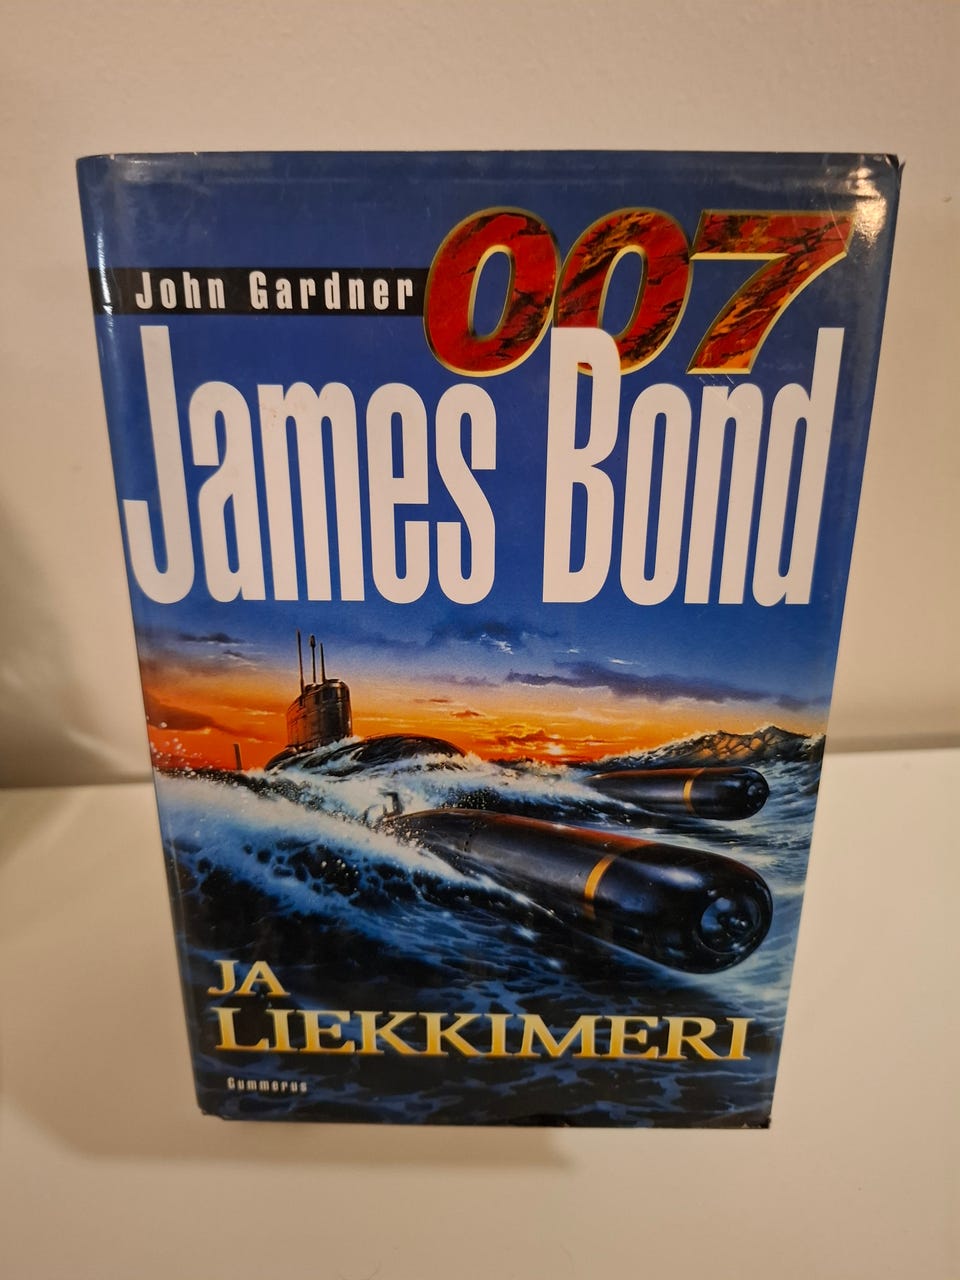 007
John Gardner
James Bond
JA
LIEKKIMERI
Gummerus